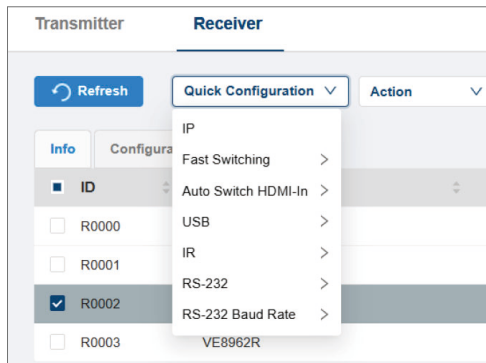 Transmitter Receiver
Refresh Quick Configuration Action
IP
Info Configura
Fast Switching
ID
Auto Switch HDMI-In
R0000
USB
IR
R0001
RS-232
R0002
RS-232 Baud Rate
R0003 VE8962R